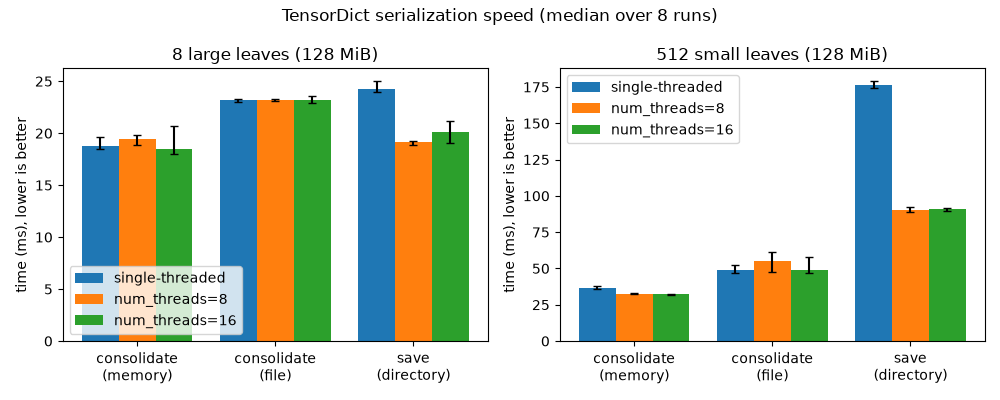 TensorDict serialization speed (median over 8 runs)
8 large leaves (128 MiB)
time (ms), lower is better
25
20
15
10
5
0
single-threaded
num_threads=8
num_threads=16
consolidate
(memory)
consolidate
(file)
save
(directory)
512 small leaves (128 MiB)
time (ms), lower is better
175
150
125
100
75
50
25
0
single-threaded
num_threads=8
num_threads=16
consolidate
(memory)
consolidate
(file)
save
(directory)